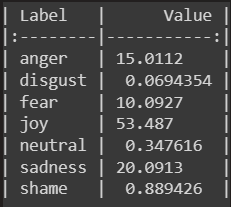 | Label   |      Value |
|:--------|-----------:|
| anger   | 15.0112    |
| disgust |  0.0694354 |
| fear    | 10.0927    |
| joy     | 53.487     |
| neutral |  0.347616  |
| sadness | 20.0913    |
| shame   |  0.889426  |